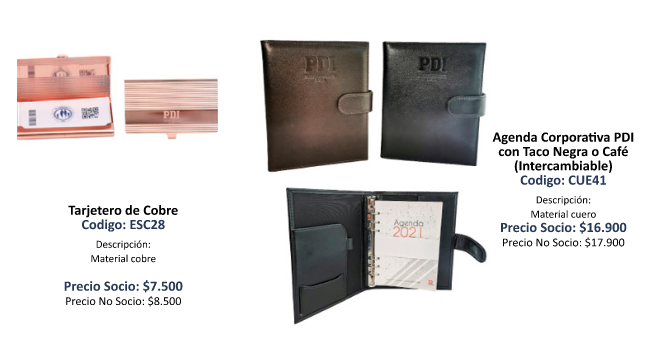 PDI
Tarjetero de Cobre
Codigo: ESC28
Descripción:
Material cobre
Precio Socio: $7.500
Precio No Socio: $8.500
PDI
PDI
Agenda
2021
Agenda Corporativa PDI
con Taco Negra o Café
(Intercambiable)
Codigo: CUE41
Descripción:
Material cuero
Precio Socio: $16.900
Precio No Socio: $17.900